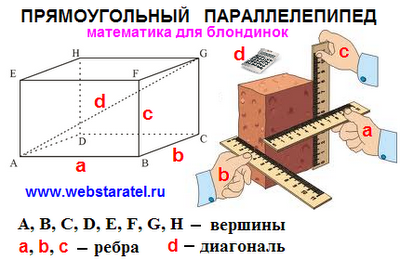 ПРЯМОУГОЛЬНЫЙ ПАРАЛЛЕЛЕПИПЕД
математика для блондинок
H
G
E
F
d
c
D
C
A
a
B
b
d
c
a
b
www.webstaratel.ru
A, B, C, D, E, F, G, H – вершины
a, b, c – ребра d – диагональ